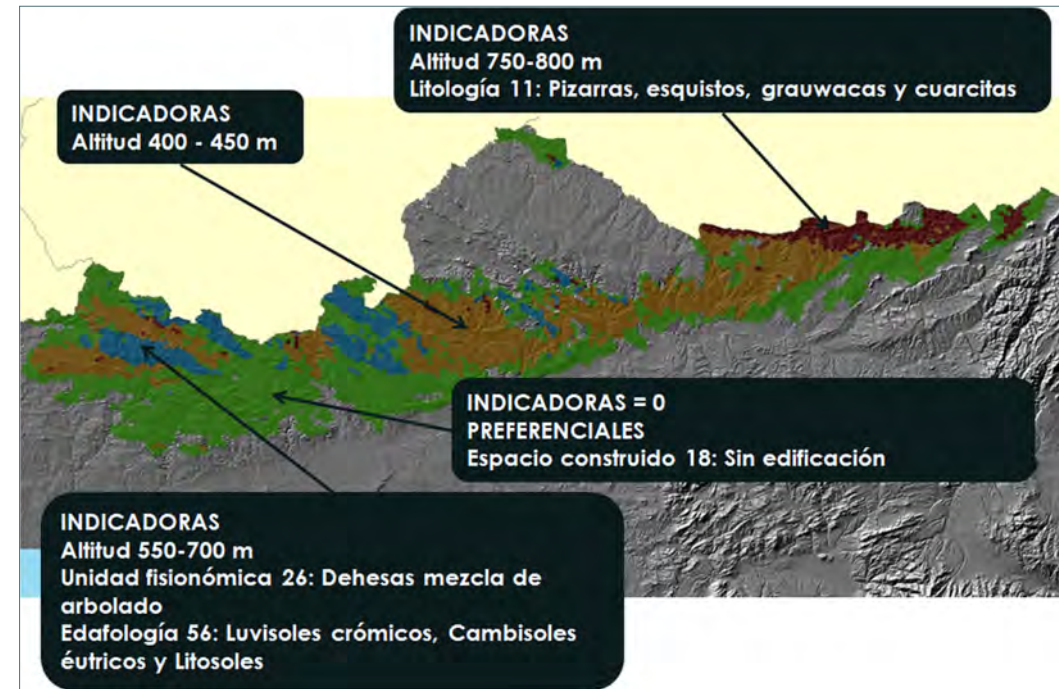 INDICADORAS
Altitud 750-800 m
Litología 11: Pizarras, esquistos, grauwacas y cuarcitas
INDICADORAS
Altitud 400 - 450 m
INDICADORAS = 0
PREFERENCIALES
Espacio construido 18: Sin edificación
INDICADORAS
Altitud 550-700 m
Unidad fisionómica 26: Dehesas mezcla de
arbolado
Edafología 56: Luvisoles crómicos, Cambisoles
éutricos y Litosoles